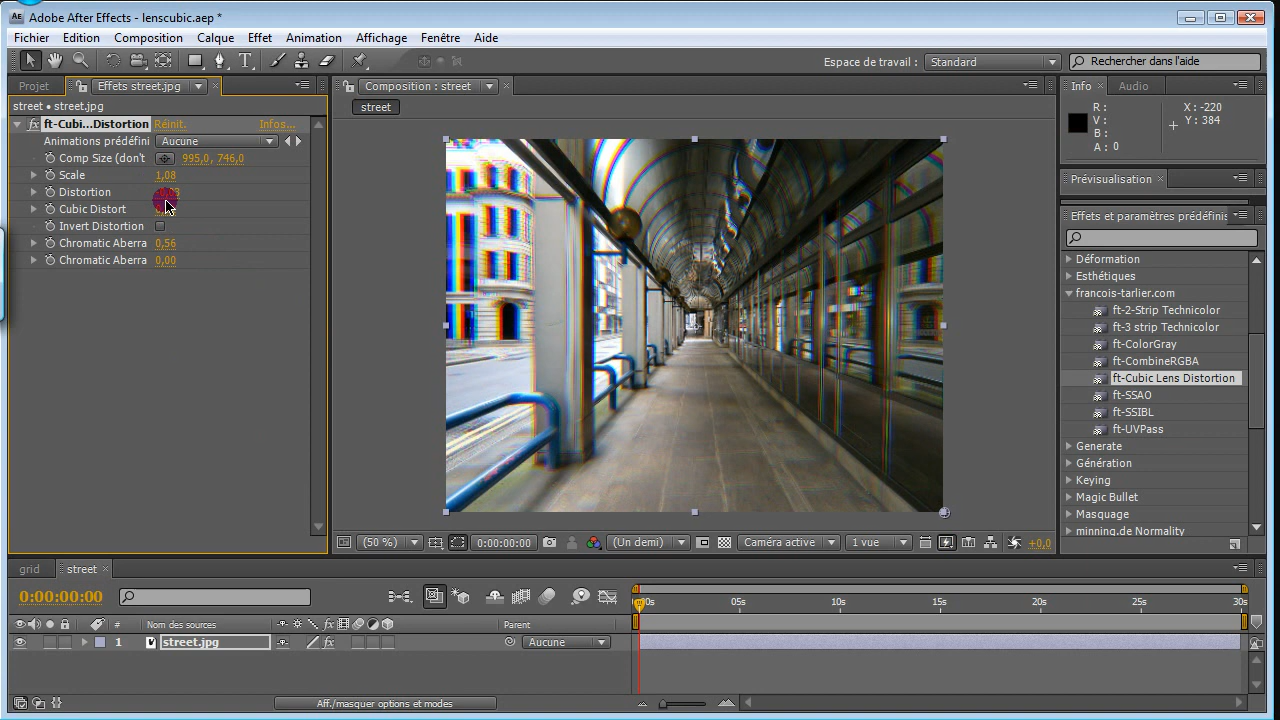 Adobe After Effects - lenscubic.aep *
Fichier Edition Composition Calque Effet Animation Affichage Fenêtre Aide
Espace de travail : Standard Rechercher dans l'aide
Projet Effets street.jpg
Composition : street
Info Audio
street • street.jpg
street
ft-Cubi...Distortion Réinit. Infos...
Animations prédéfini Aucune
Comp Size (don't 995,0, 746,0
Scale 1,08
Distortion
Cubic Distort
Invert Distortion
Chromatic Aberra 0,56
Chromatic Aberra 0,00
R :
V :
B :
A : 0
X : -220
Y : 384
Prévisualisation
Effets et paramètres prédéfinis
Déformation
Esthétiques
francois-tarlier.com
ft-2-Strip Technicolor
ft-3 strip Technicolor
ft-ColorGray
ft-CombineRGBA
ft-Cubic Lens Distortion
ft-SSAO
ft-SSIBL
ft-UVPass
Generate
Génération
Keying
Magic Bullet
Masquage
minning.de Normality
(50 %) 0:00:00:00 (Un demi) Caméra active 1 vue +0,0
grid street
0:00:00:00
05s 10s 15s 20s 25s 30s
# Nom des sources Parent
1 street.jpg Aucune
Aff./masquer options et modes